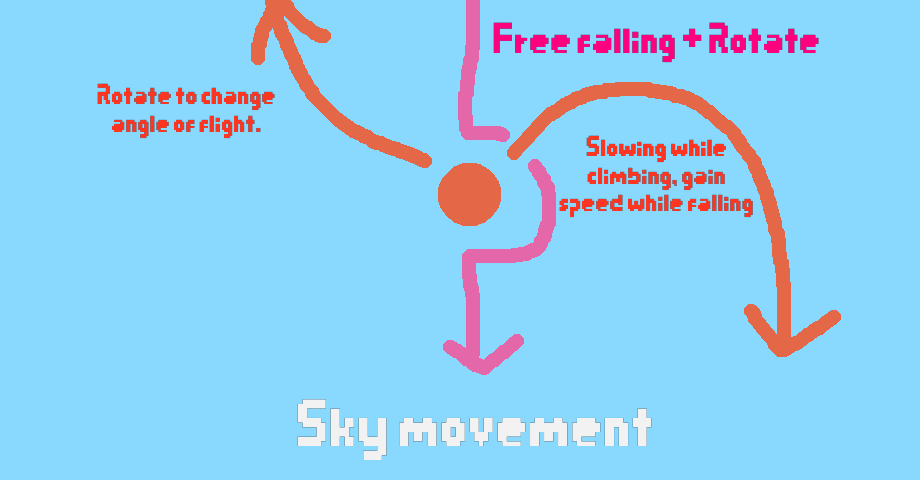 Free falling + Rotate
Rotate to change
angle of flight.
Slowing while
climbing, gain
speed while falling
Sky movement